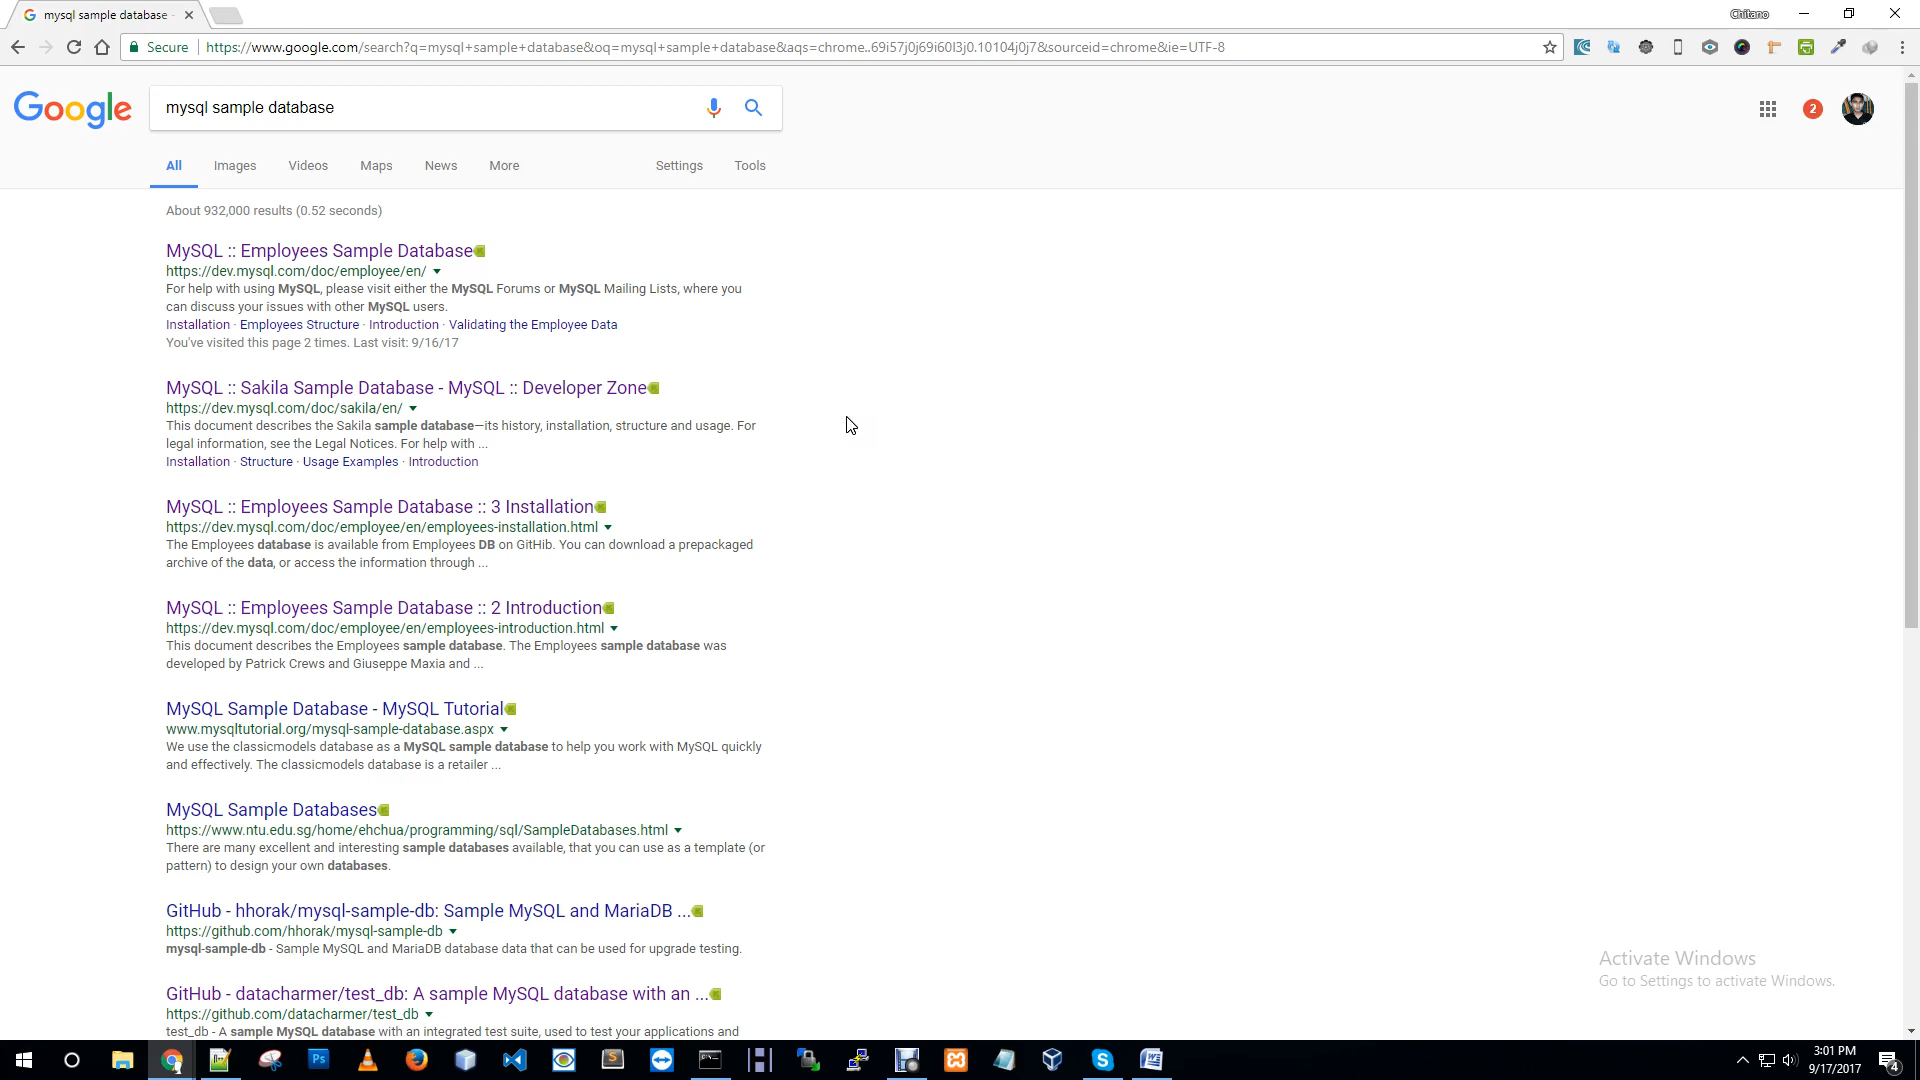 mysql sample database
Chitano
Secure
https://www.google.com/search?q=mysql+sample+database&oq=mysql+sample+database&aqs=chrome..69i57j0j69i60l3j0.10104j0j7&sourceid=chrome&ie=UTF-8
Google
mysql sample database
2
All
Images
Videos
Maps
News
More
Settings
Tools
About 932,000 results (0.52 seconds)
MySQL :: Employees Sample Database
https://dev.mysql.com/doc/employee/en/
For help with using MySQL, please visit either the MySQL Forums or MySQL Mailing Lists, where you
can discuss your issues with other MySQL users.
Installation · Employees Structure · Introduction · Validating the Employee Data
You've visited this page 2 times. Last visit: 9/16/17
MySQL :: Sakila Sample Database - MySQL :: Developer Zone
https://dev.mysql.com/doc/sakila/en/
This document describes the Sakila sample database—its history, installation, structure and usage. For
legal information, see the Legal Notices. For help with ...
Installation · Structure · Usage Examples · Introduction
MySQL :: Employees Sample Database :: 3 Installation
https://dev.mysql.com/doc/employee/en/employees-installation.html
The Employees database is available from Employees DB on GitHib. You can download a prepackaged
archive of the data, or access the information through ...
MySQL :: Employees Sample Database :: 2 Introduction
https://dev.mysql.com/doc/employee/en/employees-introduction.html
This document describes the Employees sample database. The Employees sample database was
developed by Patrick Crews and Giuseppe Maxia and ...
MySQL Sample Database - MySQL Tutorial
www.mysqltutorial.org/mysql-sample-database.aspx
We use the classicmodels database as a MySQL sample database to help you work with MySQL quickly
and effectively. The classicmodels database is a retailer ...
MySQL Sample Databases
https://www.ntu.edu.sg/home/ehchua/programming/sql/SampleDatabases.html
There are many excellent and interesting sample databases available, that you can use as a template (or
pattern) to design your own databases.
GitHub - hhorak/mysql-sample-db: Sample MySQL and MariaDB ...
https://github.com/hhorak/mysql-sample-db
mysql-sample-db - Sample MySQL and MariaDB database data that can be used for upgrade testing.
GitHub - datacharmer/test_db: A sample MySQL database with an ...
https://github.com/datacharmer/test_db
test_db - A sample MySQL database with an integrated test suite, used to test your applications and
Activate Windows
Go to Settings to activate Windows.
Ps
3:01 PM
9/17/2017
4